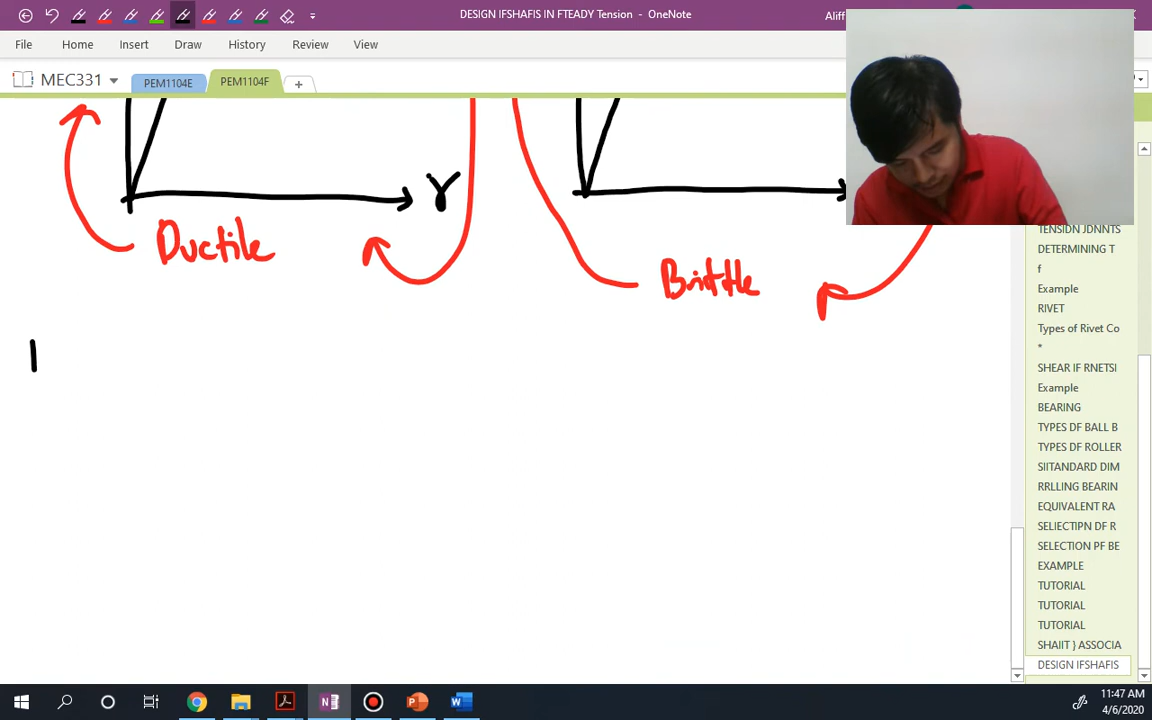 DESIGN IFSHAFIS IN FTEADY Tension - OneNote
Aliff
File Home Insert Draw History Review View
MEC331
PEM1104E
PEM1104F
γ
Ductile
Brittle
TENSIDN JDNNTS
DETERMINING T
f
Example
RIVET
Types of Rivet Co
*
SHEAR IF RNETSI
Example
BEARING
TYPES DF BALL B
TYPES DF ROLLER
SIITANDARD DIM
RRLLING BEARIN
EQUIVALENT RA
SELIECTIPN DF R
SELECTION PF BE
EXAMPLE
TUTORIAL
TUTORIAL
TUTORIAL
SHAIIT } ASSOCIA
DESIGN IFSHAFIS
11:47 AM
4/6/2020